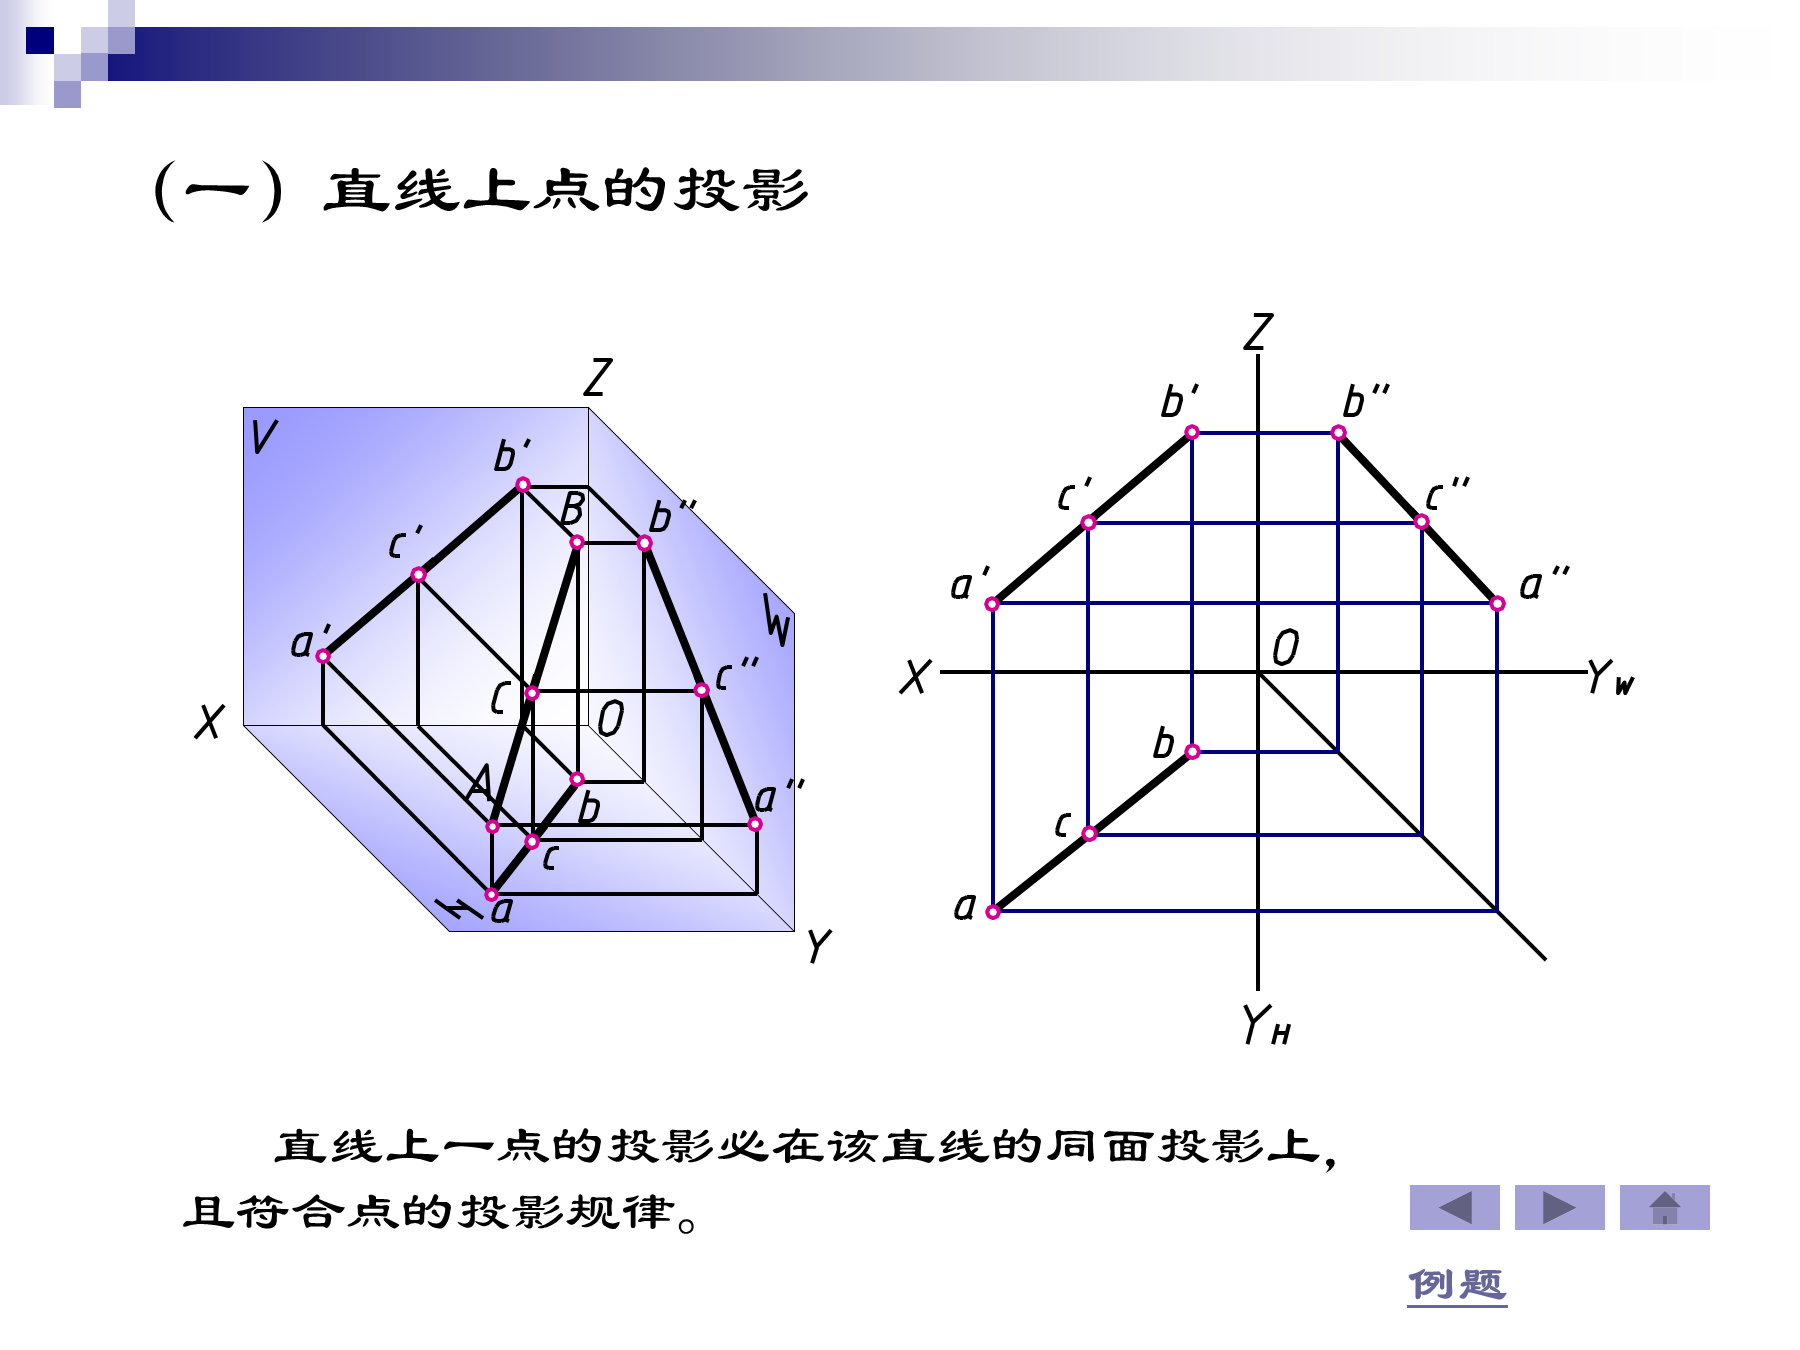 (一) 直线上点的投影
Z
V
b'
B
b''
c'
W
a'
C
c''
X
O
A
a''
b
c
H
a
Y
Z
b'
b''
c'
c''
a'
a''
O
X
Yw
b
c
a
YH
直线上一点的投影必在该直线的同面投影上,
且符合点的投影规律。
例题